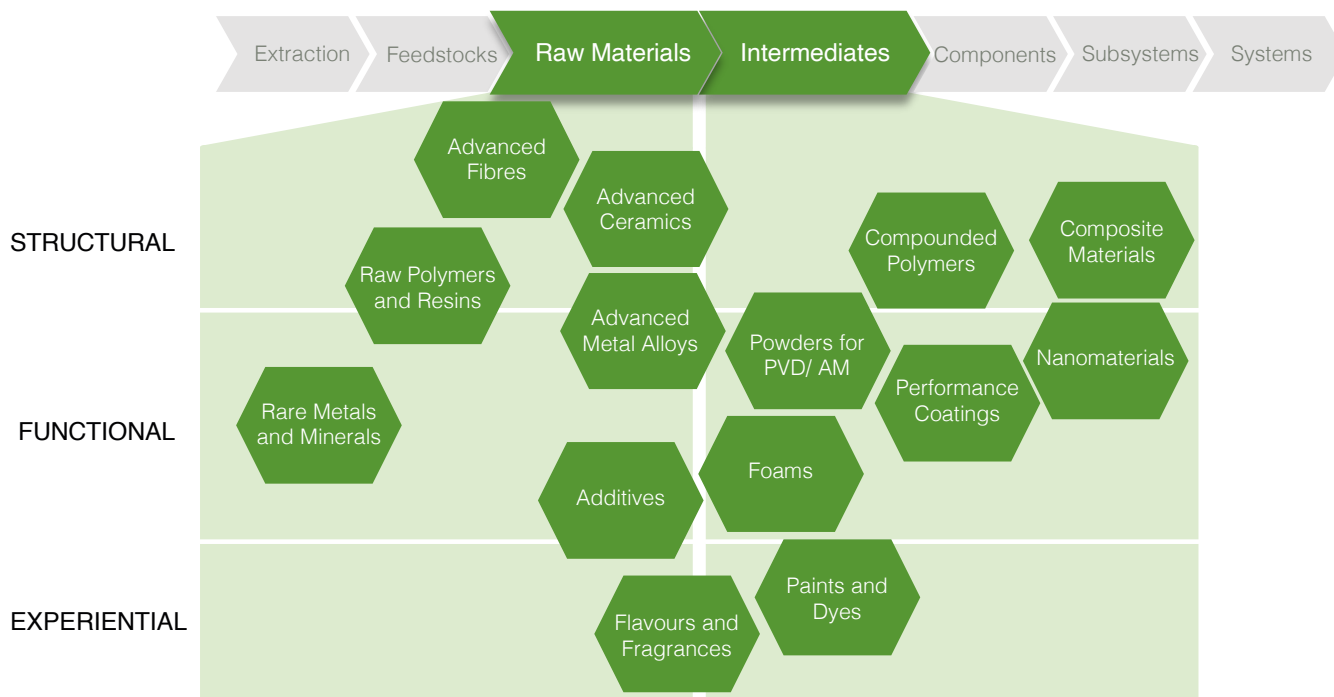 Extraction
Feedstocks
Raw Materials
Intermediates
Components
Subsystems
Systems
STRUCTURAL
Advanced
Fibres
Advanced
Ceramics
Raw Polymers
and Resins
Compounded
Polymers
Composite
Materials
FUNCTIONAL
Advanced
Metal Alloys
Powders for
PVD/ AM
Nanomaterials
Performance
Coatings
Rare Metals
and Minerals
Additives
Foams
EXPERIENTIAL
Flavours and
Fragrances
Paints and
Dyes